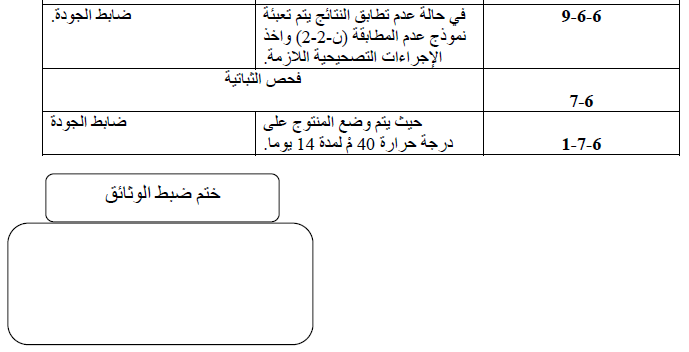 9-6-6
في حالة عدم تطابق النتائج يتم تعبئة
نموذج عدم المطابقة (ن-2-2) واخذ
الإجراءات التصحيحية اللازمة.
ضابط الجودة.
7-6
فحص الثباتية
1-7-6
حيث يتم وضع المنتوج على
درجة حرارة 40 مْ لمدة 14 يوما.
ضابط الجودة
ختم ضبط الوثائق